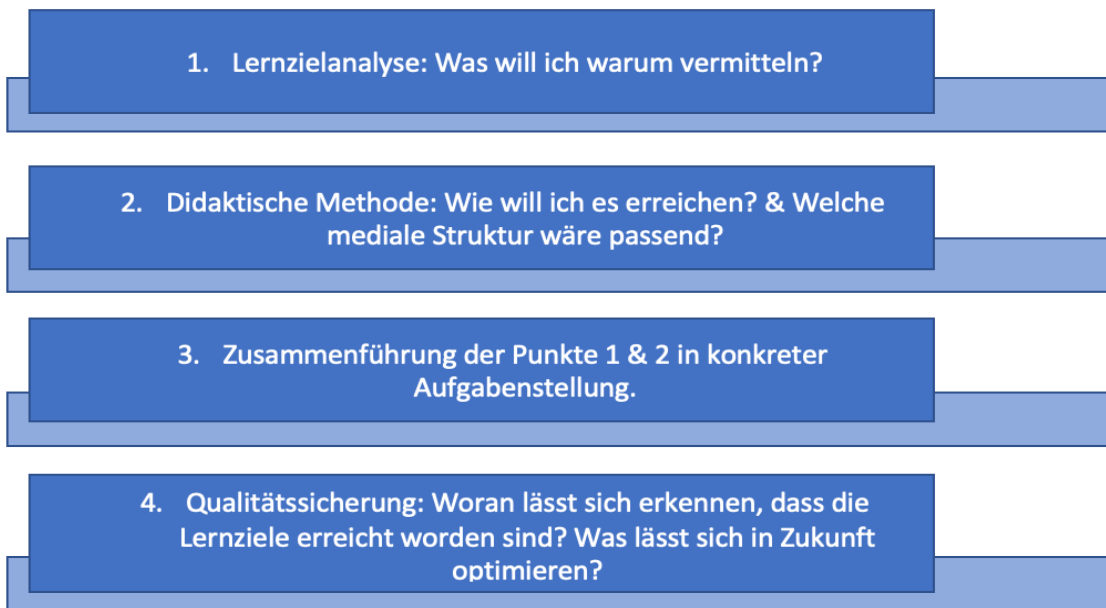 1. Lernzielanalyse: Was will ich warum vermitteln?
2. Didaktische Methode: Wie will ich es erreichen? & Welche
mediale Struktur wäre passend?
3. Zusammenführung der Punkte 1 & 2 in konkreter
Aufgabenstellung.
4. Qualitätssicherung: Woran lässt sich erkennen, dass die
Lernziele erreicht worden sind? Was lässt sich in Zukunft
optimieren?